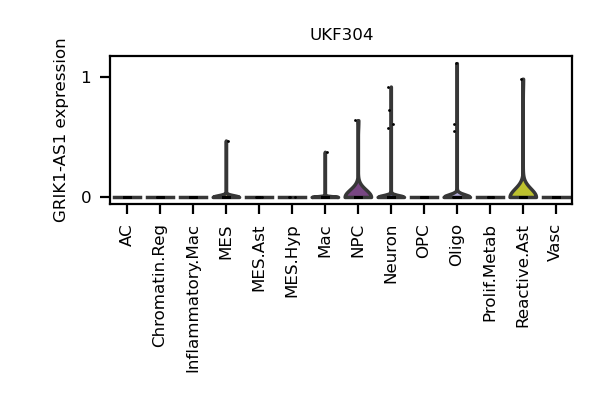 UKF304
GRIK1-AS1 expression
1
0
AC
Chromatin.Reg
Inflammatory.Mac
MES
MES.Ast
MES.Hyp
Mac
NPC
Neuron
OPC
Oligo
Prolif.Metab
Reactive.Ast
Vasc